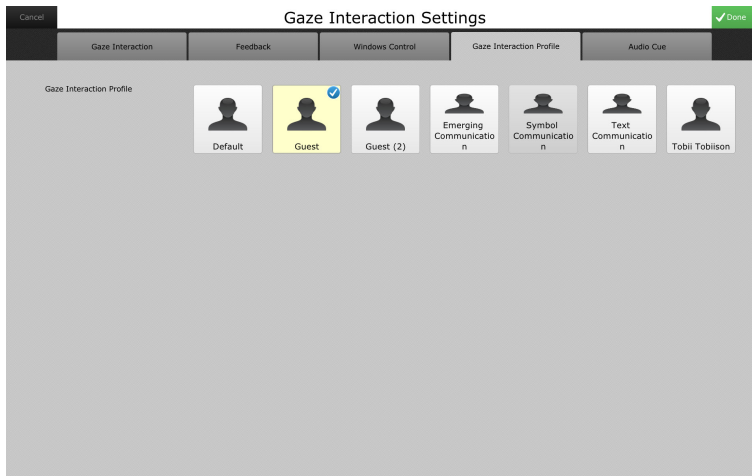 Cancel
Gaze Interaction Settings
Done
Gaze Interaction
Feedback
Windows Control
Gaze Interaction Profile
Audio Cue
Gaze Interaction Profile
Default
Guest
Guest (2)
Emerging
Communicatio
n
Symbol
Communicatio
n
Text
Communicatio
n
Tobii Tobiison